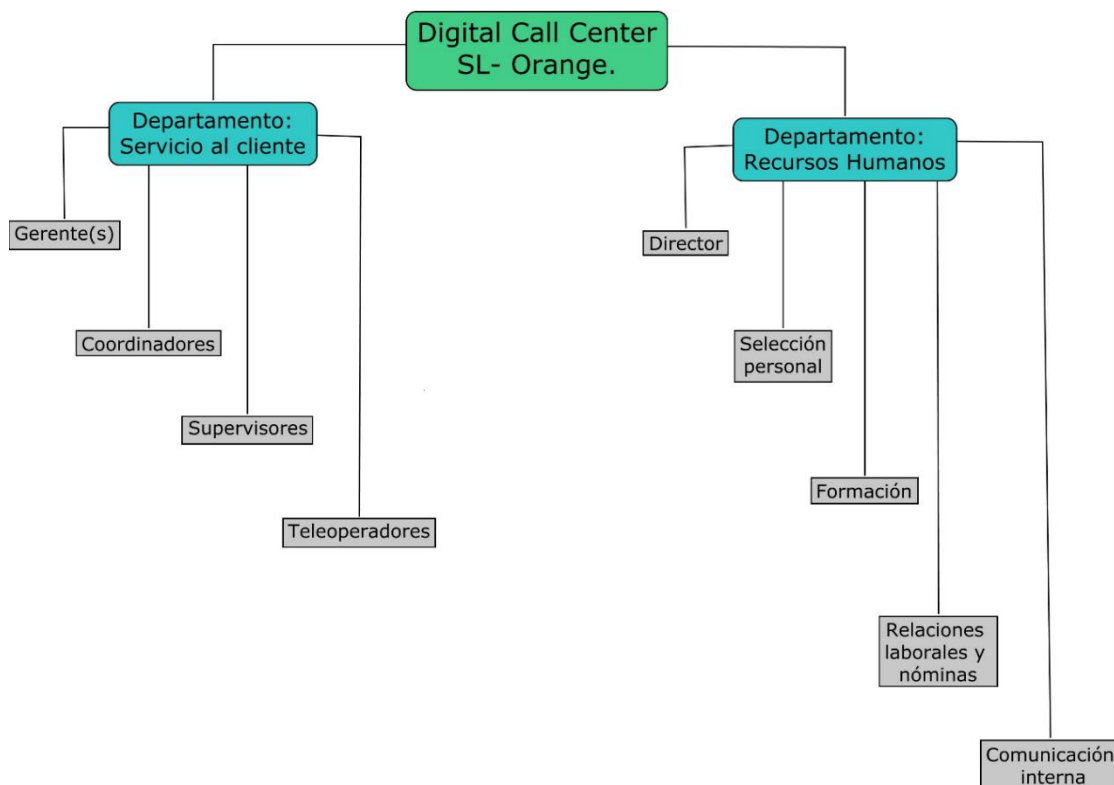 Digital Call Center
SL- Orange.
Departamento:
Servicio al cliente
Gerente(s)
Coordinadores
Supervisores
Teleoperadores
Departamento:
Recursos Humanos
Director
Selección
personal
Formación
Relaciones
laborales y
nóminas
Comunicación
interna